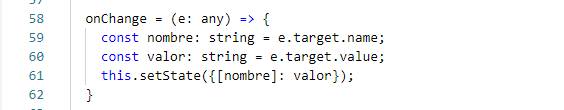 58 onChange = (e: any) => {
59 const nombre: string = e.target.name;
60 const valor: string = e.target.value;
61 this.setState({[nombre]: valor});
62 }